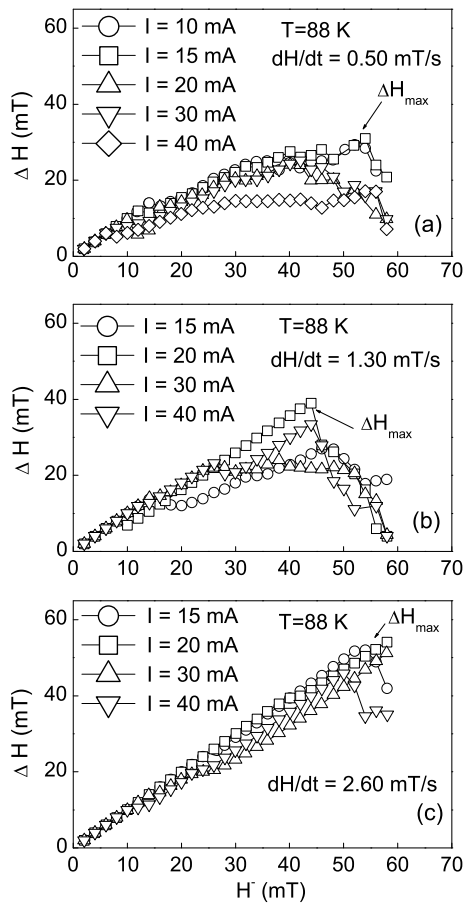 60
40
20
0
Δ H (mT)
I = 10 mA
I = 15 mA
I = 20 mA
I = 30 mA
I = 40 mA
T=88 K
dH/dt = 0.50 mT/s
ΔHmax
(a)
0 10 20 30 40 50 60
60
40
20
0
Δ H (mT)
I = 15 mA
I = 20 mA
I = 30 mA
I = 40 mA
T=88 K
dH/dt = 1.30 mT/s
ΔHmax
(b)
0 10 20 30 40 50 60
60
40
20
0
Δ H (mT)
I = 15 mA
I = 20 mA
I = 30 mA
I = 40 mA
T=88 K
ΔHmax
dH/dt = 2.60 mT/s
(c)
0 10 20 30 40 50 60
H⁻ (mT)